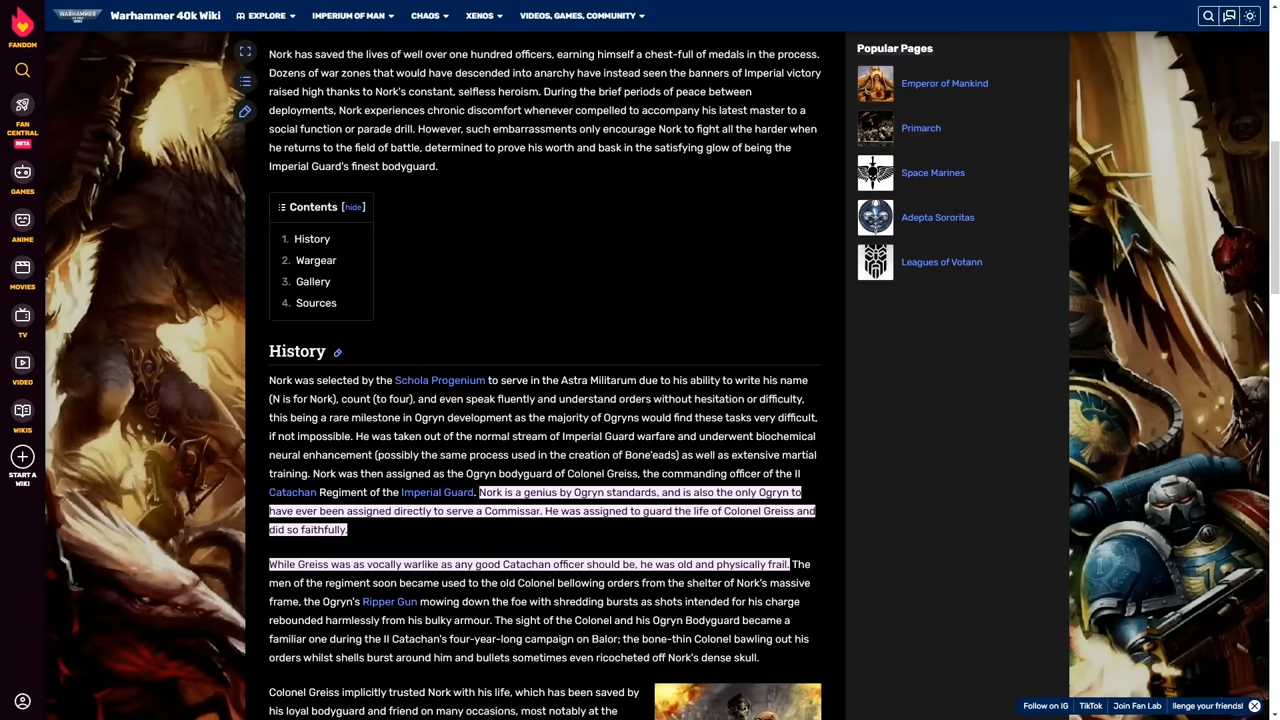 WARHAMMER
Warhammer 40k Wiki
EXPLORE
IMPERIUM OF MAN
CHAOS
XENOS
VIDEOS, GAMES, COMMUNITY
FANDOM
FAN
CENTRAL
BETA
GAMES
ANIME
MOVIES
TV
VIDEO
WIKIS
START A
WIKI
Nork has saved the lives of well over one hundred officers, earning himself a chest-full of medals in the process.
Dozens of war zones that would have descended into anarchy have instead seen the banners of Imperial victory
raised high thanks to Nork's constant, selfless heroism. During the brief periods of peace between
deployments, Nork experiences chronic discomfort whenever compelled to accompany his latest master to a
social function or parade drill. However, such embarrassments only encourage Nork to fight all the harder when
he returns to the field of battle, determined to prove his worth and bask in the satisfying glow of being the
Imperial Guard's finest bodyguard.
Contents [hide]
1. History
2. Wargear
3. Gallery
4. Sources
History
Nork was selected by the Schola Progenium to serve in the Astra Militarum due to his ability to write his name
(N is for Nork), count (to four), and even speak fluently and understand orders without hesitation or difficulty,
this being a rare milestone in Ogryn development as the majority of Ogryns would find these tasks very difficult,
if not impossible. He was taken out of the normal stream of Imperial Guard warfare and underwent biochemical
neural enhancement (possibly the same process used in the creation of Bone'eads) as well as extensive martial
training. Nork was then assigned as the Ogryn bodyguard of Colonel Greiss, the commanding officer of the II
Catachan Regiment of the Imperial Guard. Nork is a genius by Ogryn standards, and is also the only Ogryn to
have ever been assigned directly to serve a Commissar. He was assigned to guard the life of Colonel Greiss and
did so faithfully.
While Greiss was as vocally warlike as any good Catachan officer should be, he was old and physically frail. The
men of the regiment soon became used to the old Colonel bellowing orders from the shelter of Nork's massive
frame, the Ogryn's Ripper Gun mowing down the foe with shredding bursts as shots intended for his charge
rebounded harmlessly from his bulky armour. The sight of the Colonel and his Ogryn Bodyguard became a
familiar one during the II Catachan's four-year-long campaign on Balor; the bone-thin Colonel bawling out his
orders whilst shells burst around him and bullets sometimes even ricocheted off Nork's dense skull.
Colonel Greiss implicitly trusted Nork with his life, which has been saved by
his loyal bodyguard and friend on many occasions, most notably at the
Popular Pages
Emperor of Mankind
Primarch
Space Marines
Adepta Sororitas
Leagues of Votann
Follow on IG
TikTok
Join Fan Lab
llenge your friends!